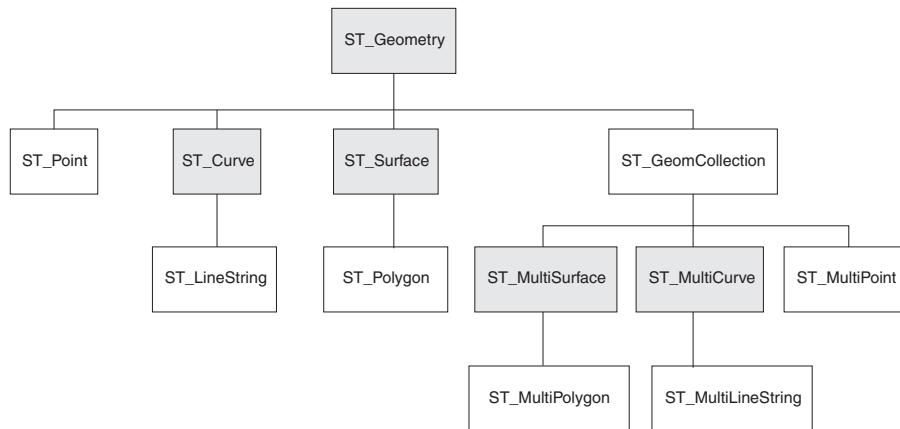 ST_Geometry
ST_Point
ST_Curve
ST_Surface
ST_GeomCollection
ST_LineString
ST_Polygon
ST_MultiSurface
ST_MultiCurve
ST_MultiPoint
ST_MultiPolygon
ST_MultiLineString